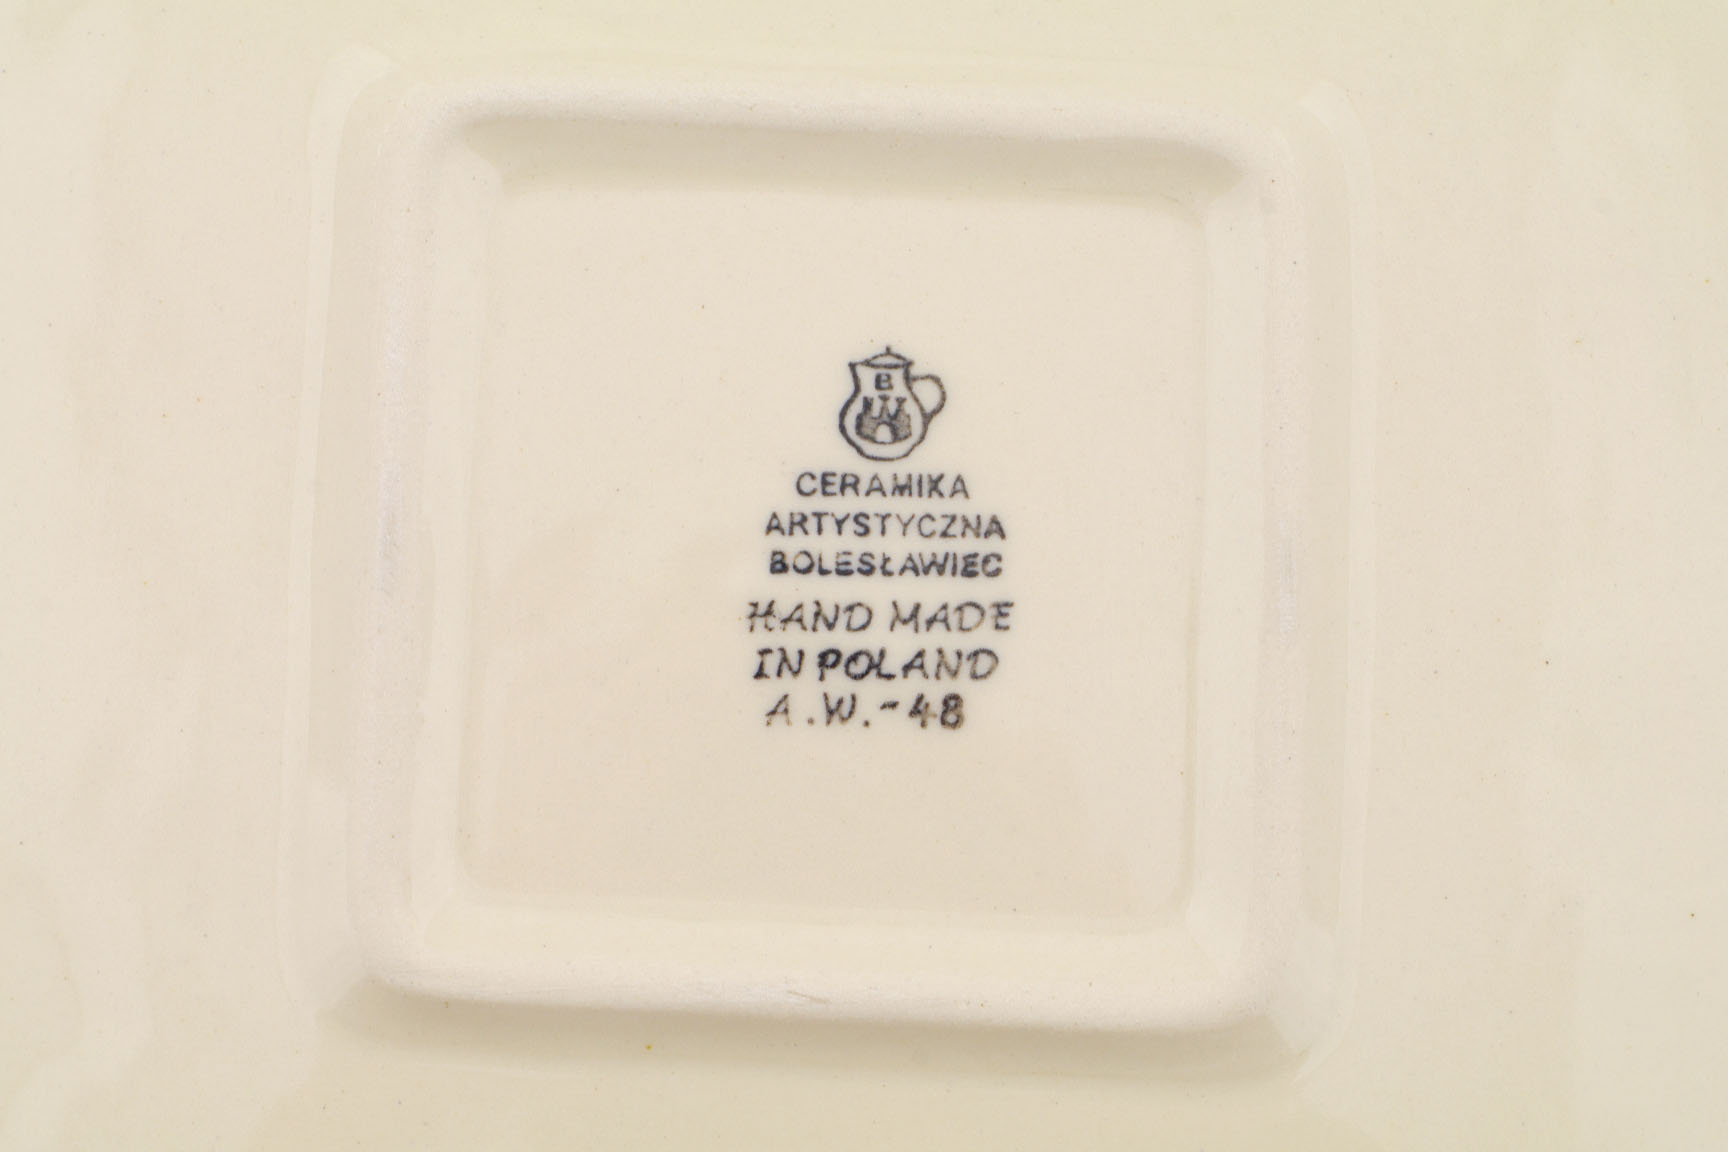 B
CERAMIKA
ARTYSTYCZNA
BOLESŁAWIEC
HAND MADE
IN POLAND
A.W.-48